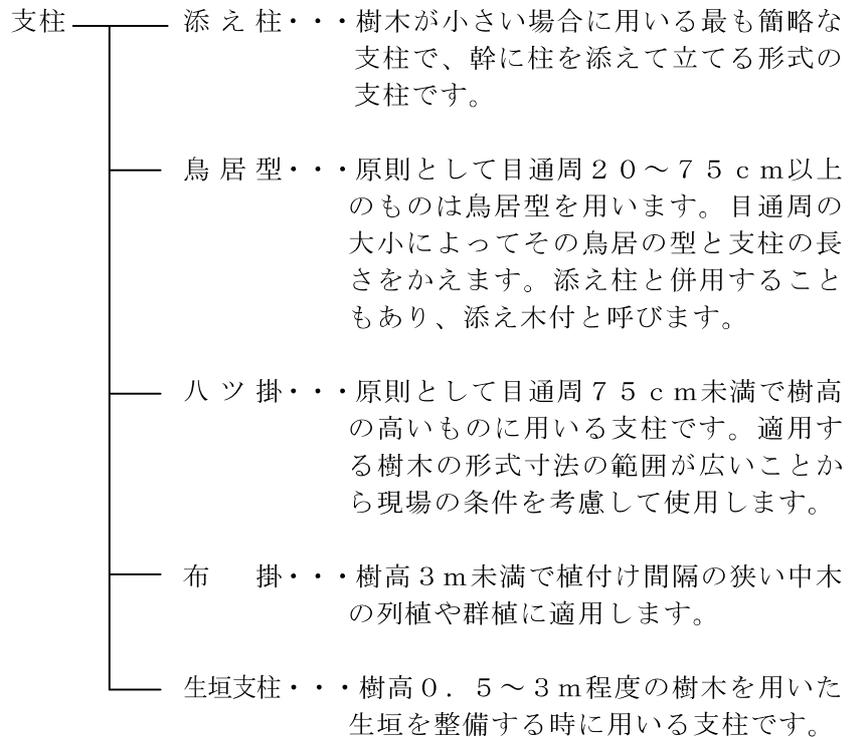 支柱 添え柱・・・樹木が小さい場合に用いる最も簡略な
支柱で、幹に柱を添えて立てる形式の
支柱です。
鳥居型・・・原則として目通周２０～７５ｃｍ以上
のものは鳥居型を用います。目通周の
大小によってその鳥居の型と支柱の長
さをかえます。添え柱と併用すること
もあり、添え木付と呼びます。
八ツ掛・・・原則として目通周７５ｃｍ未満で樹高
の高いものに用いる支柱です。適用す
る樹木の形式寸法の範囲が広いことか
ら現場の条件を考慮して使用します。
布掛・・・樹高３ｍ未満で植付け間隔の狭い中木
の列植や群植に適用します。
生垣支柱・・・樹高０．５～３ｍ程度の樹木を用いた
生垣を整備する時に用いる支柱です。